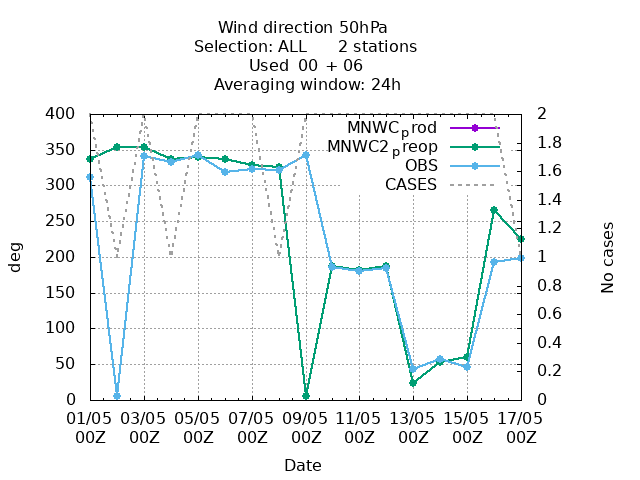 Wind direction 50hPa
Selection: ALL 2 stations
Used 00 + 06
Averaging window: 24h
400 2
350 1.8
300 1.6
250 1.4
200 1.2
150 1
100 0.8
50 0.6
0 0.4
0.2
0
deg
No cases
MNWCprod
MNWC2preop
OBS
CASES
01/05 03/05 05/05 07/05 09/05 11/05 13/05 15/05 17/05
00Z 00Z 00Z 00Z 00Z 00Z 00Z 00Z 00Z
Date